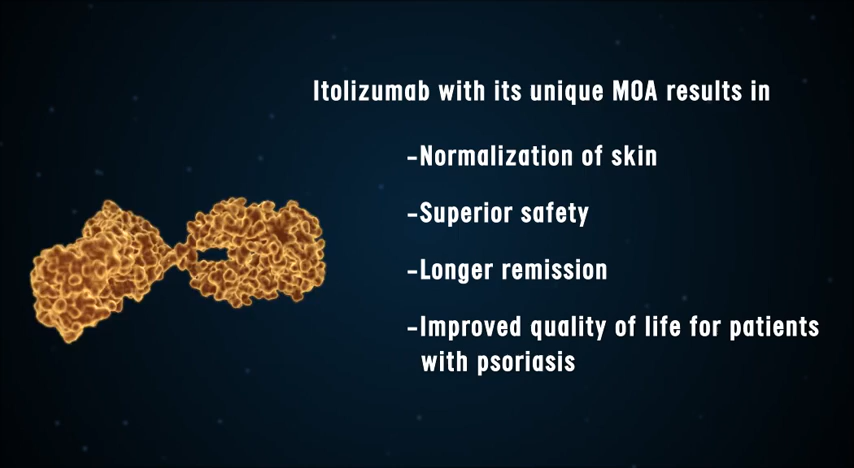 Itolizumab with its unique MOA results in
-Normalization of skin
-Superior safety
-Longer remission
-Improved quality of life for patients
with psoriasis